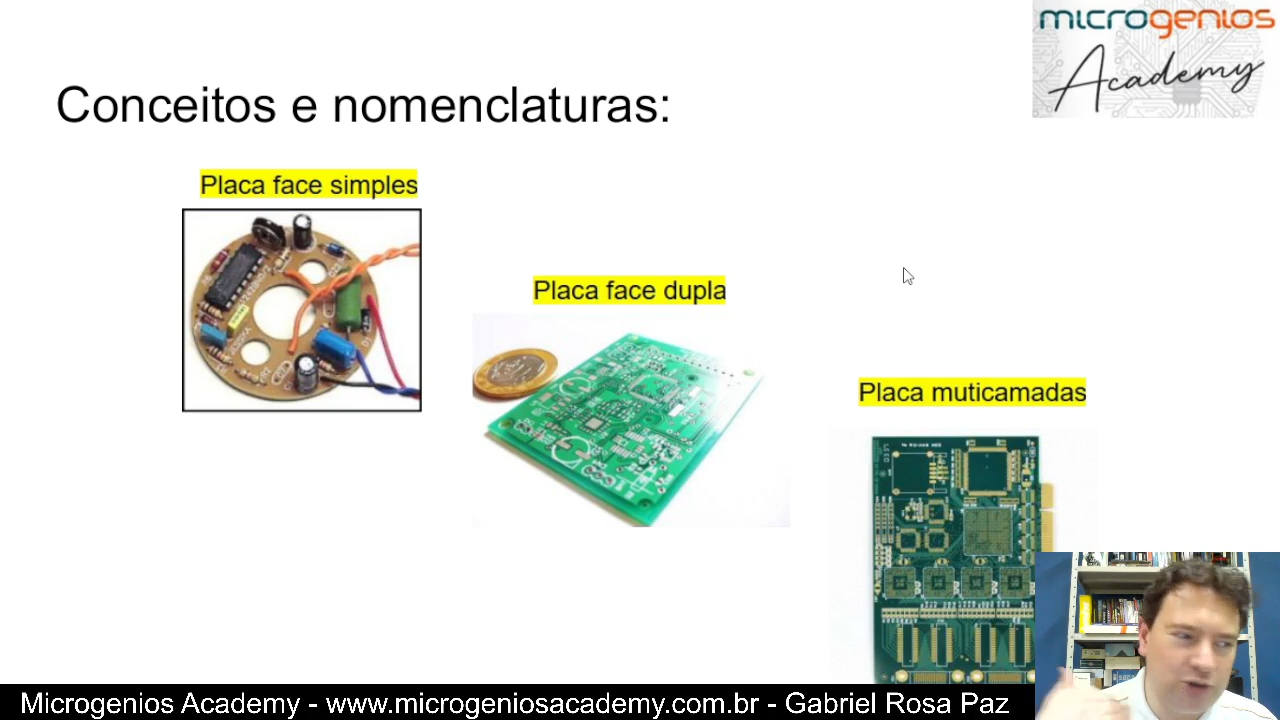 microgenios
Academy
Conceitos e nomenclaturas:
Placa face simples
Placa face dupla
Placa muticamadas
Microgenios Academy - www.microgeniosacademy.com.br - Gabriel Rosa Paz